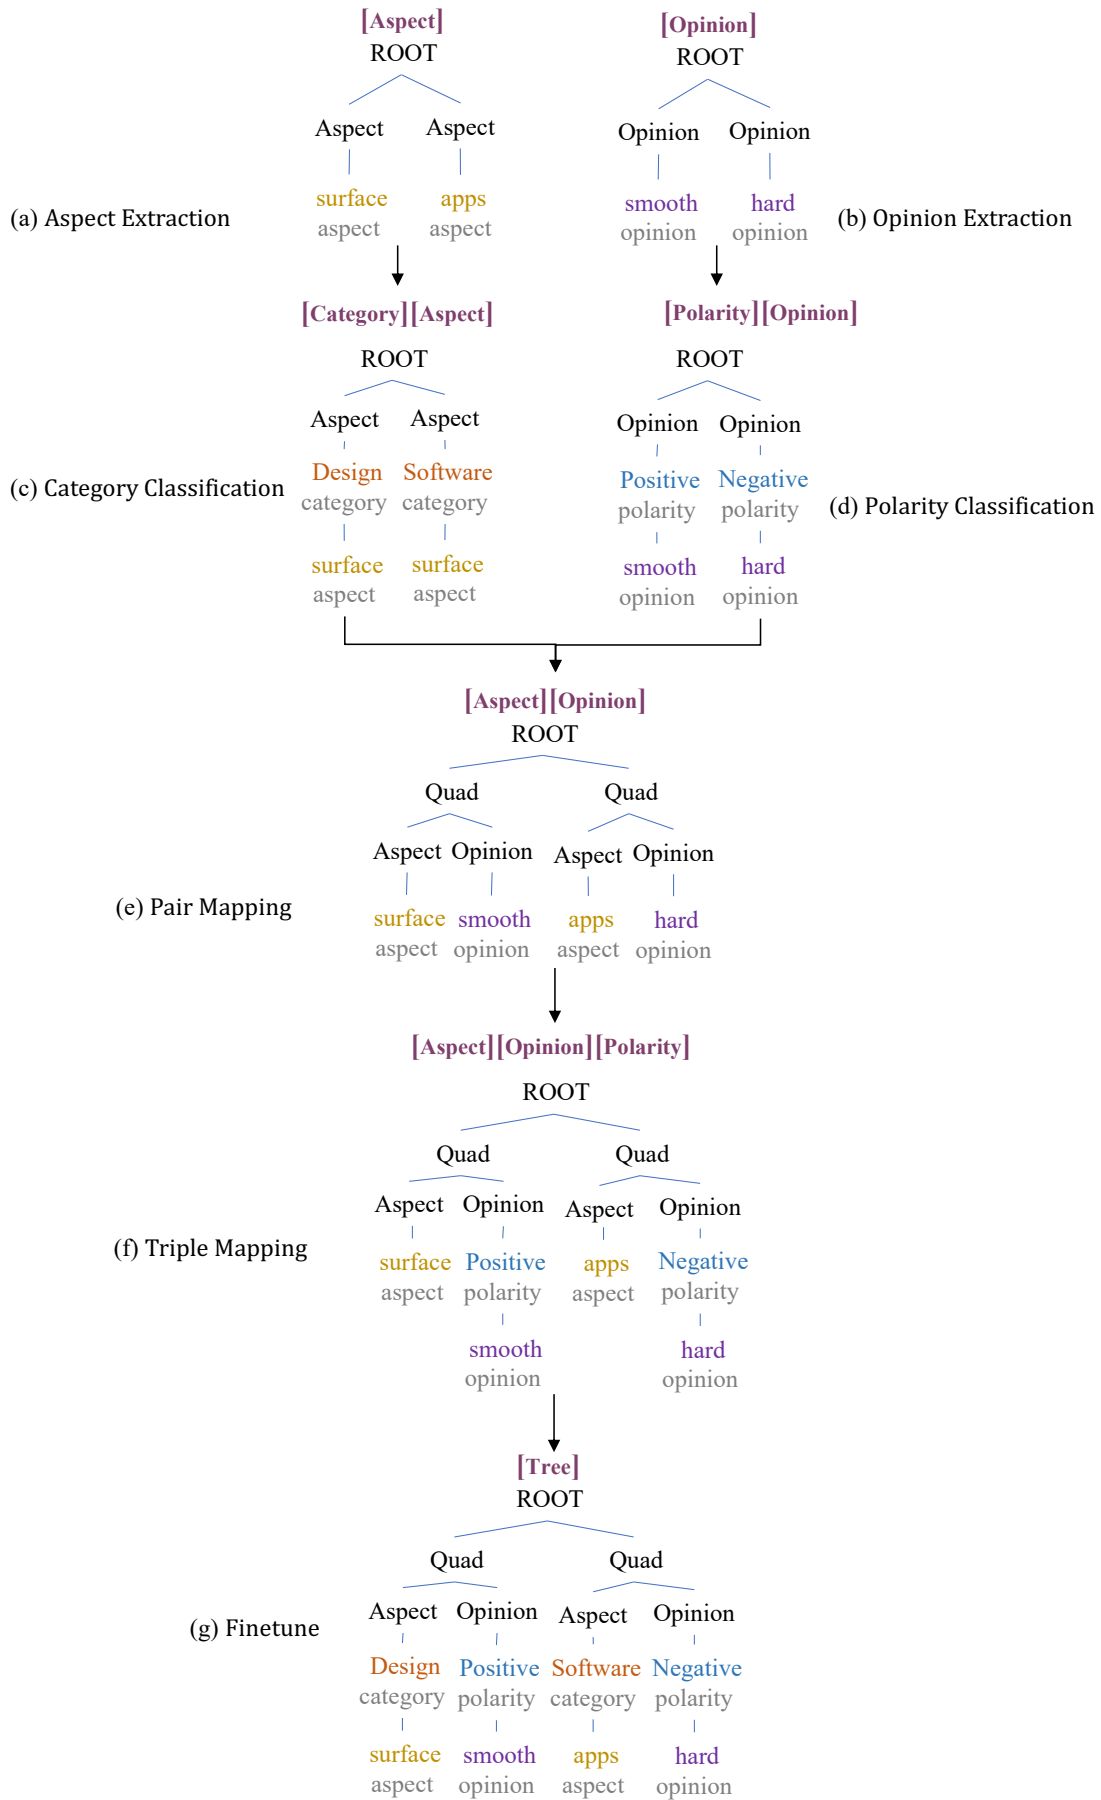 [Aspect]
ROOT
Aspect Aspect
surface apps
aspect aspect
(a) Aspect Extraction
[Opinion]
ROOT
Opinion Opinion
smooth hard
opinion opinion
(b) Opinion Extraction
[Category][Aspect]
ROOT
Aspect Aspect
Design Software
category category
surface surface
aspect aspect
(c) Category Classification
[Polarity][Opinion]
ROOT
Opinion Opinion
Positive Negative
polarity polarity
smooth hard
opinion opinion
(d) Polarity Classification
[Aspect][Opinion]
ROOT
Quad Quad
Aspect Opinion Aspect Opinion
surface smooth apps hard
aspect opinion aspect opinion
(e) Pair Mapping
[Aspect][Opinion][Polarity]
ROOT
Quad Quad
Aspect Opinion Aspect Opinion
surface Positive apps Negative
aspect polarity aspect polarity
smooth hard
opinion opinion
(f) Triple Mapping
[Tree]
ROOT
Quad Quad
Aspect Opinion Aspect Opinion
Design Positive Software Negative
category polarity category polarity
surface smooth apps hard
aspect opinion aspect opinion
(g) Finetune